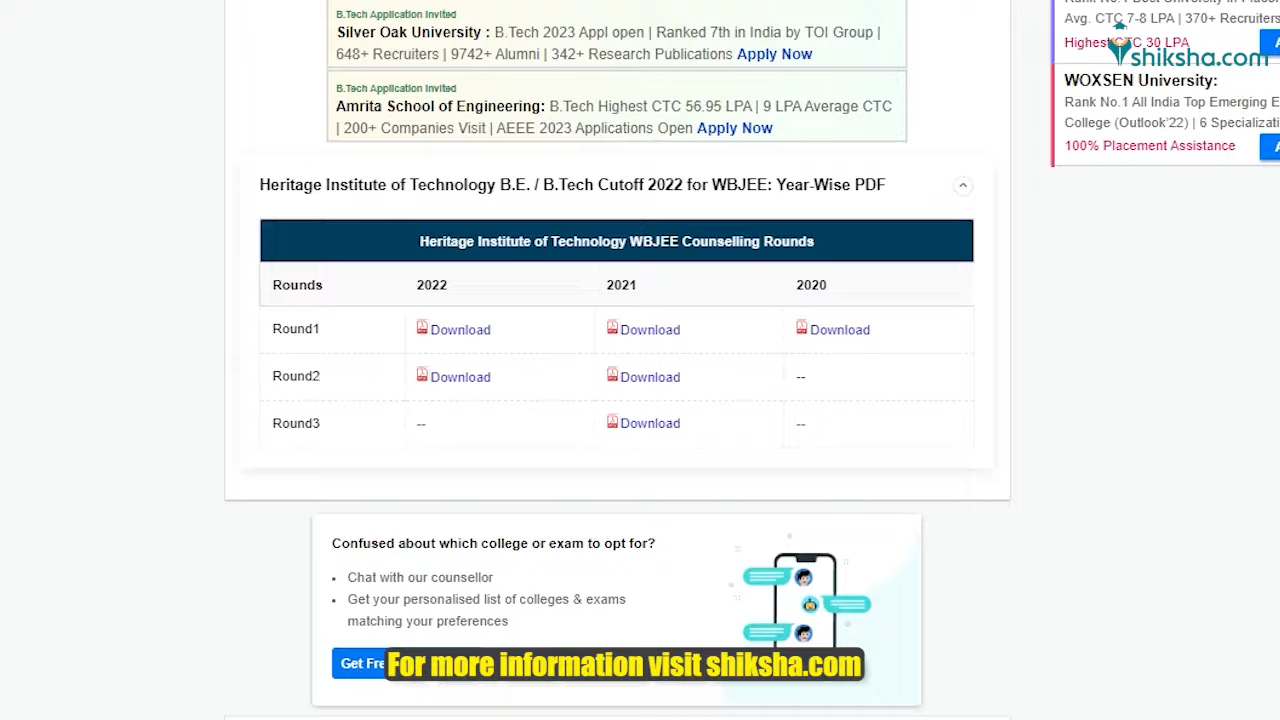 B.Tech Application Invited
Silver Oak University : B.Tech 2023 Appl open | Ranked 7th in India by TOI Group |
648+ Recruiters | 9742+ Alumni | 342+ Research Publications Apply Now
B.Tech Application Invited
Amrita School of Engineering: B.Tech Highest CTC 56.95 LPA | 9 LPA Average CTC
| 200+ Companies Visit | AEEE 2023 Applications Open Apply Now
Avg. CTC 7-8 LPA | 370+ Recruiters
Highest CTC 30 LPA
shiksha.com
WOXSEN University:
Rank No.1 All India Top Emerging E
College (Outlook'22) | 6 Specializati
100% Placement Assistance
Heritage Institute of Technology B.E. / B.Tech Cutoff 2022 for WBJEE: Year-Wise PDF
Heritage Institute of Technology WBJEE Counselling Rounds
Rounds 2022 2021 2020
Round1 Download Download Download
Round2 Download Download --
Round3 -- Download --
Confused about which college or exam to opt for?
• Chat with our counsellor
• Get your personalised list of colleges & exams
matching your preferences
Get Fre
For more information visit shiksha.com